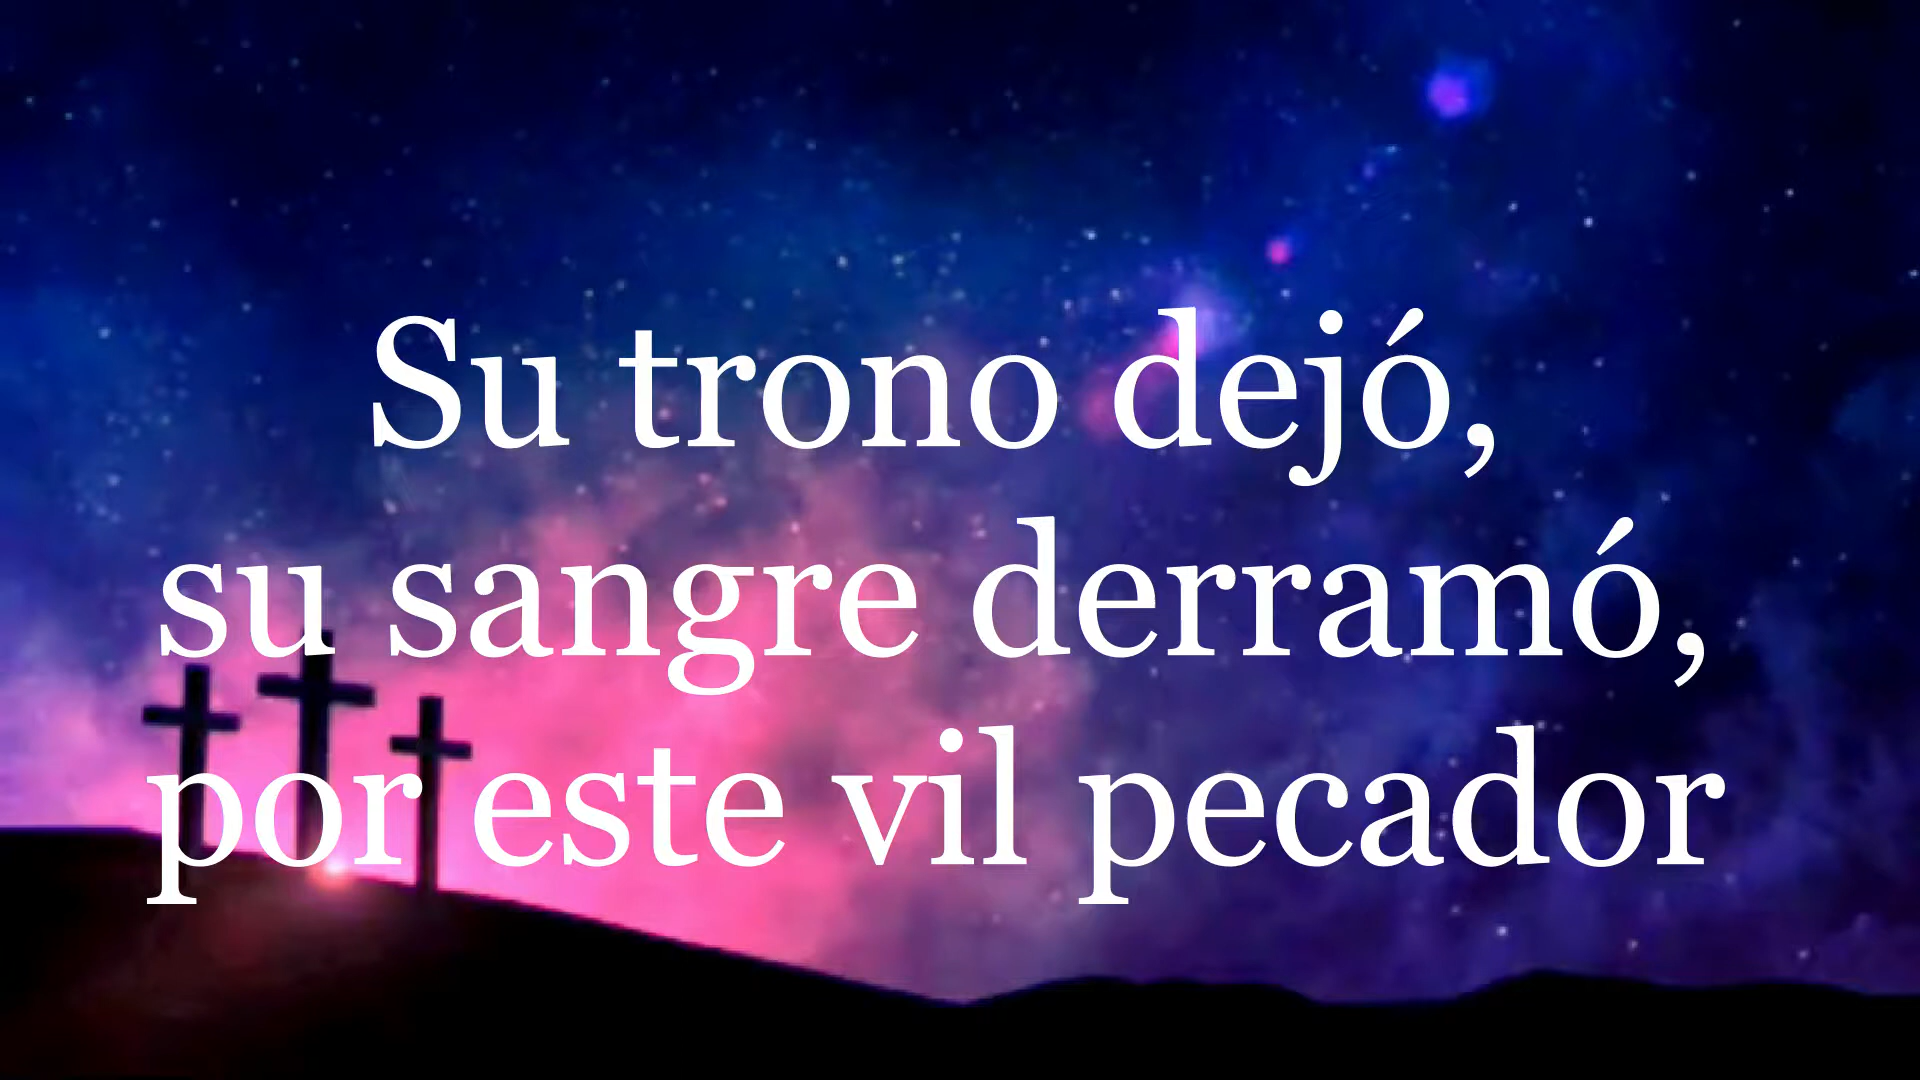 Su trono dejó,
su sangre derramó,
por este vil pecador